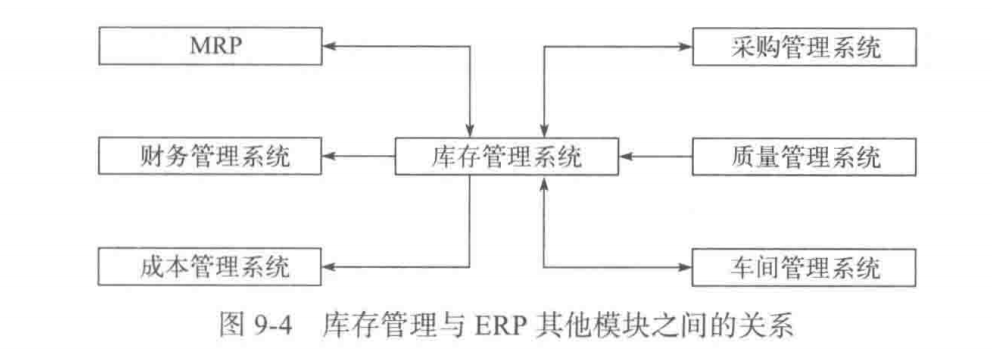 MRP
采购管理系统
财务管理系统
库存管理系统
质量管理系统
成本管理系统
车间管理系统
图 9-4 库存管理与 ERP 其他模块之间的关系